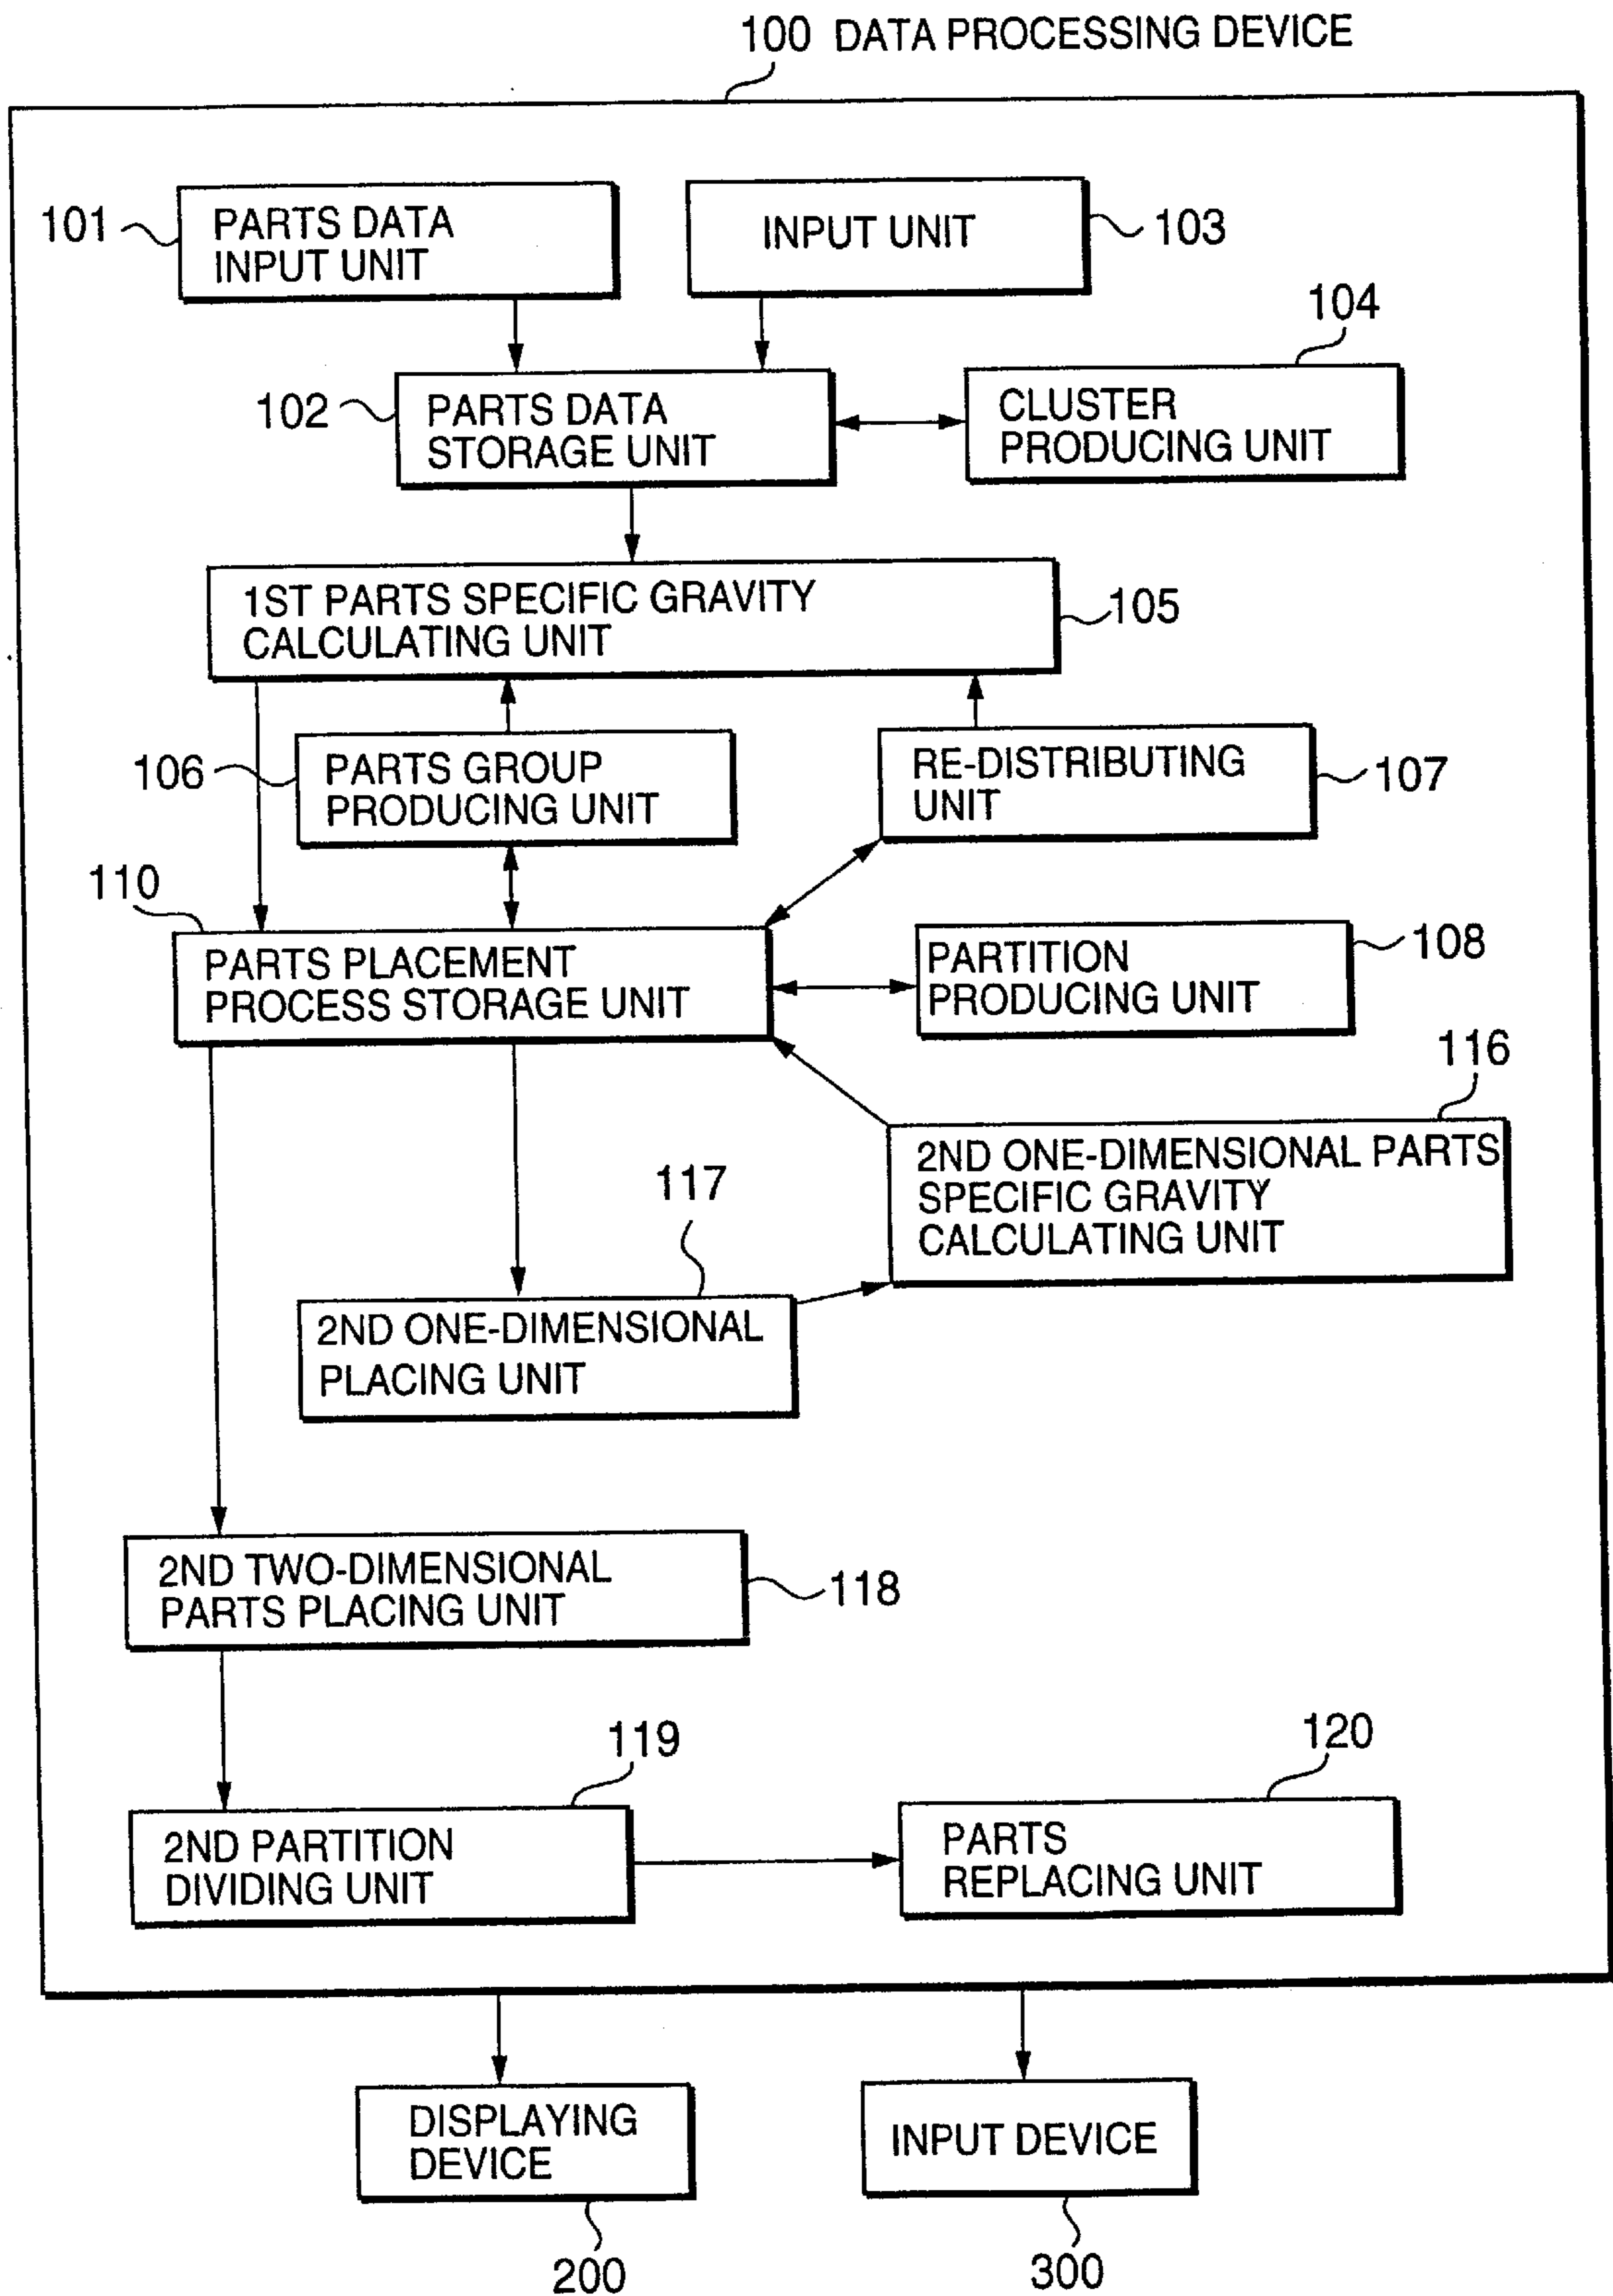 100 DATA PROCESSING DEVICE
101
PARTS DATA
INPUT UNIT
INPUT UNIT
103
104
102
PARTS DATA
STORAGE UNIT
CLUSTER
PRODUCING UNIT
1ST PARTS SPECIFIC GRAVITY
CALCULATING UNIT
105
106
PARTS GROUP
PRODUCING UNIT
RE-DISTRIBUTING
UNIT
107
110
PARTS PLACEMENT
PROCESS STORAGE UNIT
PARTITION
PRODUCING UNIT
108
116
2ND ONE-DIMENSIONAL PARTS
SPECIFIC GRAVITY
CALCULATING UNIT
117
2ND ONE-DIMENSIONAL
PLACING UNIT
2ND TWO-DIMENSIONAL
PARTS PLACING UNIT
118
119
2ND PARTITION
DIVIDING UNIT
120
PARTS
REPLACING UNIT
DISPLAYING
DEVICE
INPUT DEVICE
200
300